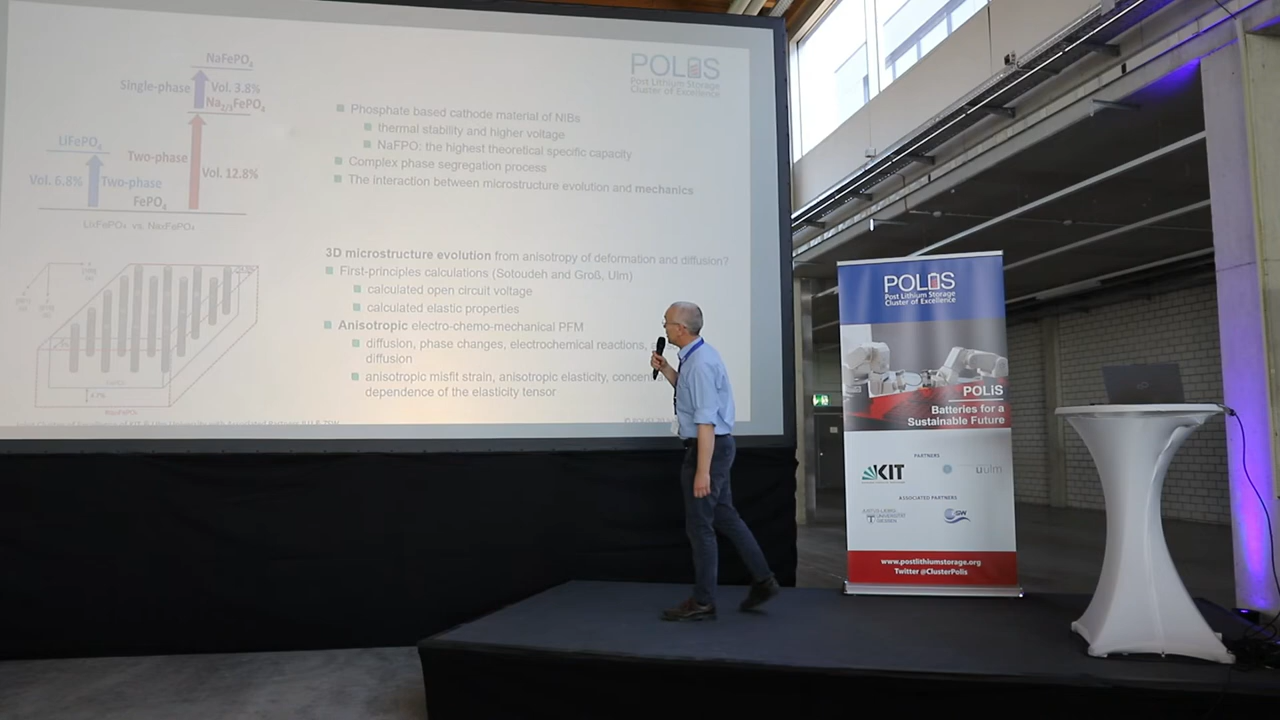 NaFePO₄
Single-phase
Vol. 3.8%
Na₂/₃FePO₄
LiFePO₄
Two-phase
Vol. 12.8%
Vol. 6.8%
Two-phase
FePO₄
LiₓFePO₄ vs. NaₓFePO₄
POLiS
Post Lithium Storage
Cluster of Excellence
Phosphate based cathode material of NIBs
thermal stability and higher voltage
NaFPO: the highest theoretical specific capacity
Complex phase segregation process
The interaction between microstructure evolution and mechanics
3D microstructure evolution from anisotropy of deformation and diffusion?
First-principles calculations (Sotoudeh and Groß, Ulm)
calculated open circuit voltage
calculated elastic properties
Anisotropic electro-chemo-mechanical PFM
diffusion, phase changes, electrochemical reactions,
diffusion
anisotropic misfit strain, anisotropic elasticity,
dependence of the elasticity tensor
POLiS
Post Lithium Storage
Cluster of Excellence
POLiS
Batteries for a
Sustainable Future
PARTNERS
KIT
uulm
ASSOCIATED PARTNERS
JUSTUS-LIEBIG-
UNIVERSITÄT
GIESSEN
ZSW
www.postlithiumstorage.org
Twitter @ClusterPolis